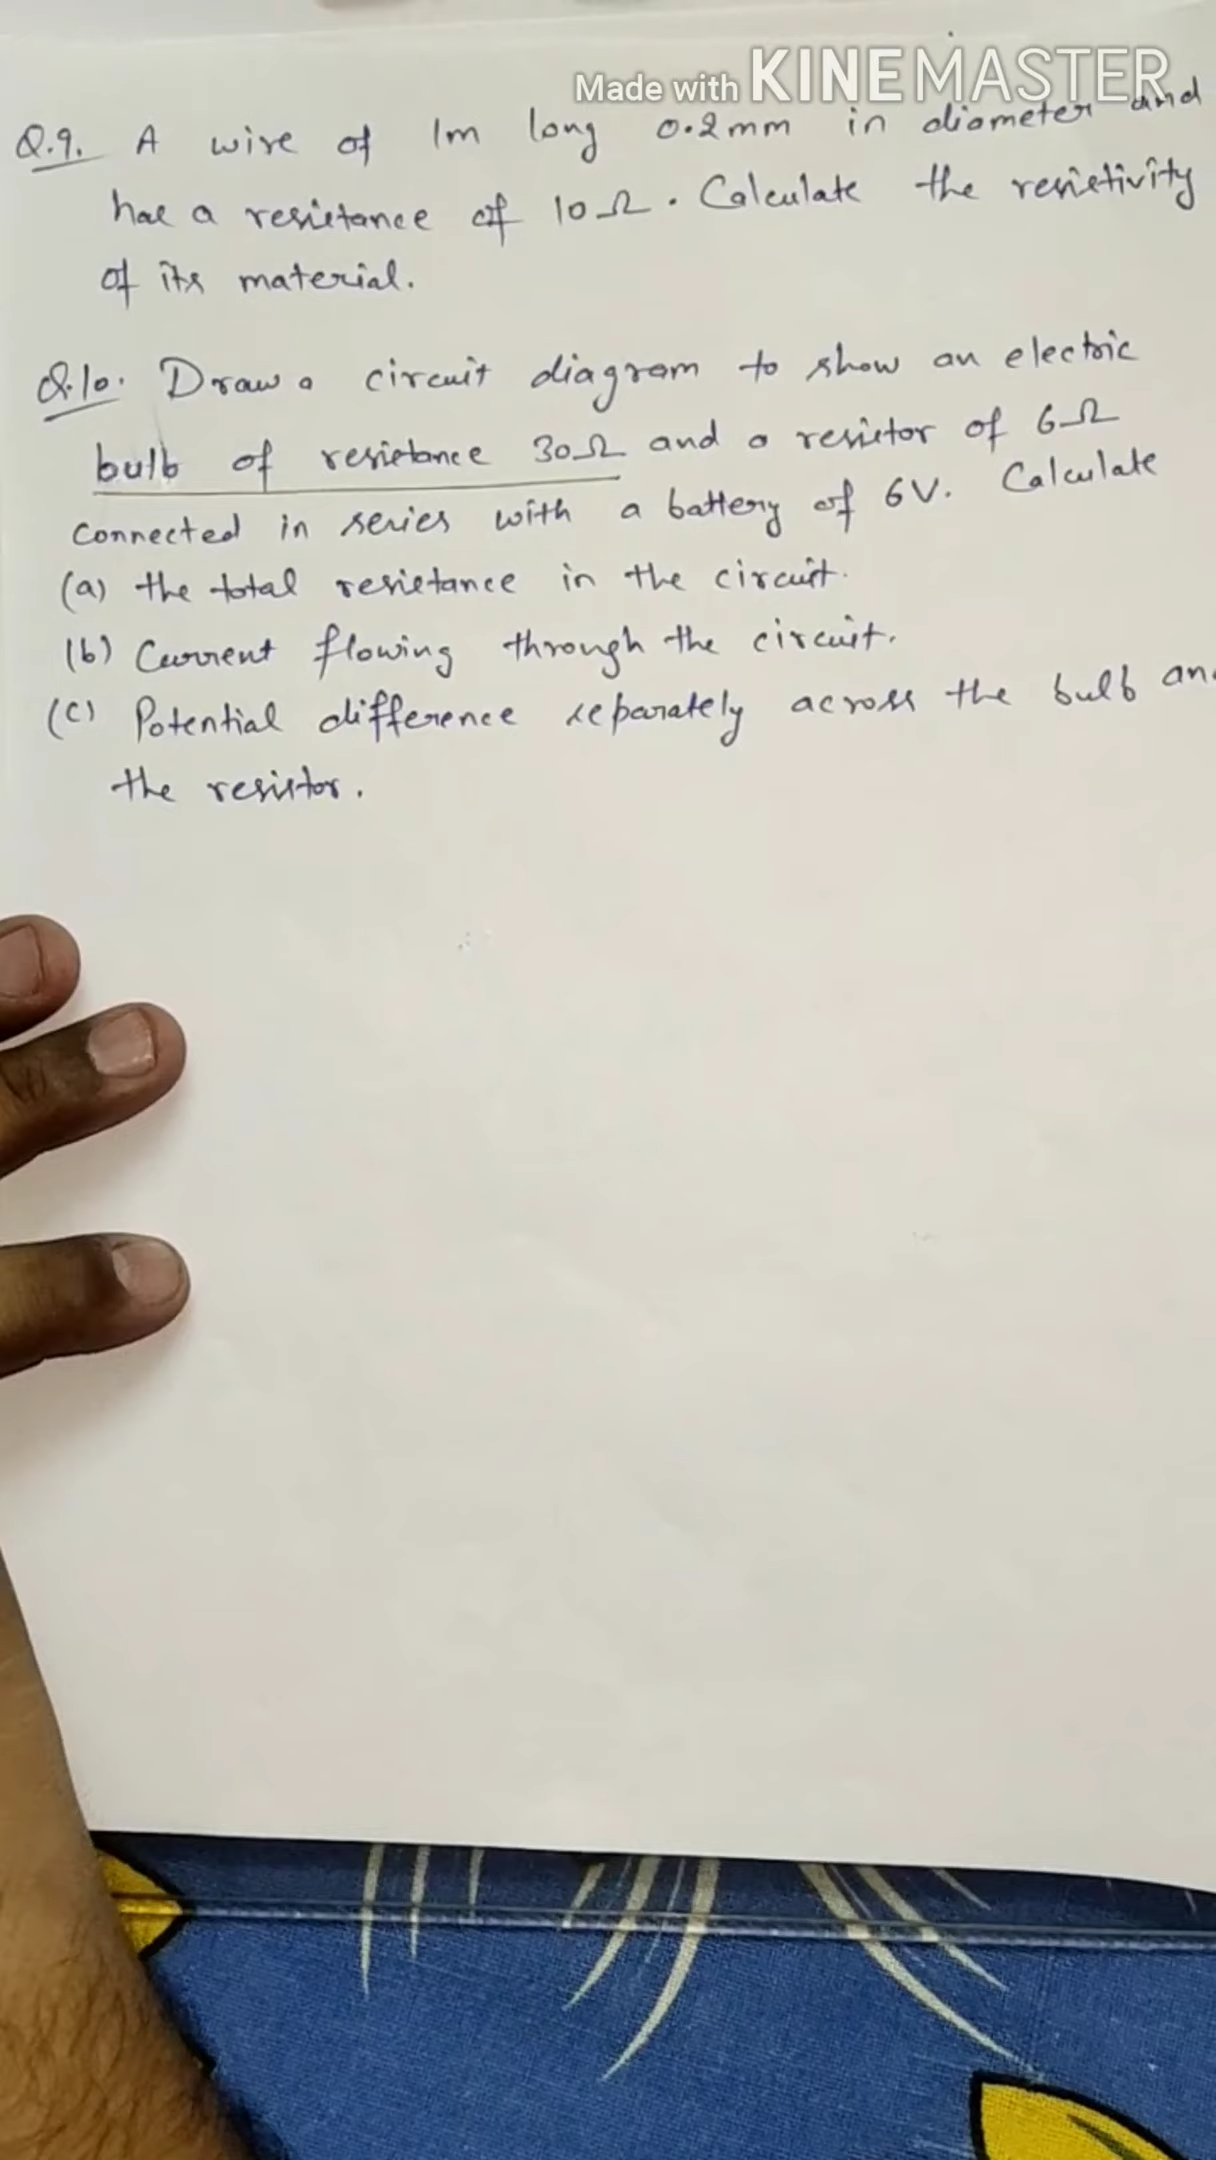 Made with KINEMASTER
Q.9. A wire of 1m long 0.2mm in diameter and
has a resistance of 10Ω. Calculate the resistivity
of its material.
Q.10. Draw a circuit diagram to show an electric
bulb of resistance 30Ω and a resistor of 6Ω
connected in series with a battery of 6V. Calculate
(a) the total resistance in the circuit.
(b) Current flowing through the circuit.
(c) Potential difference separately across the bulb an
the resistor.